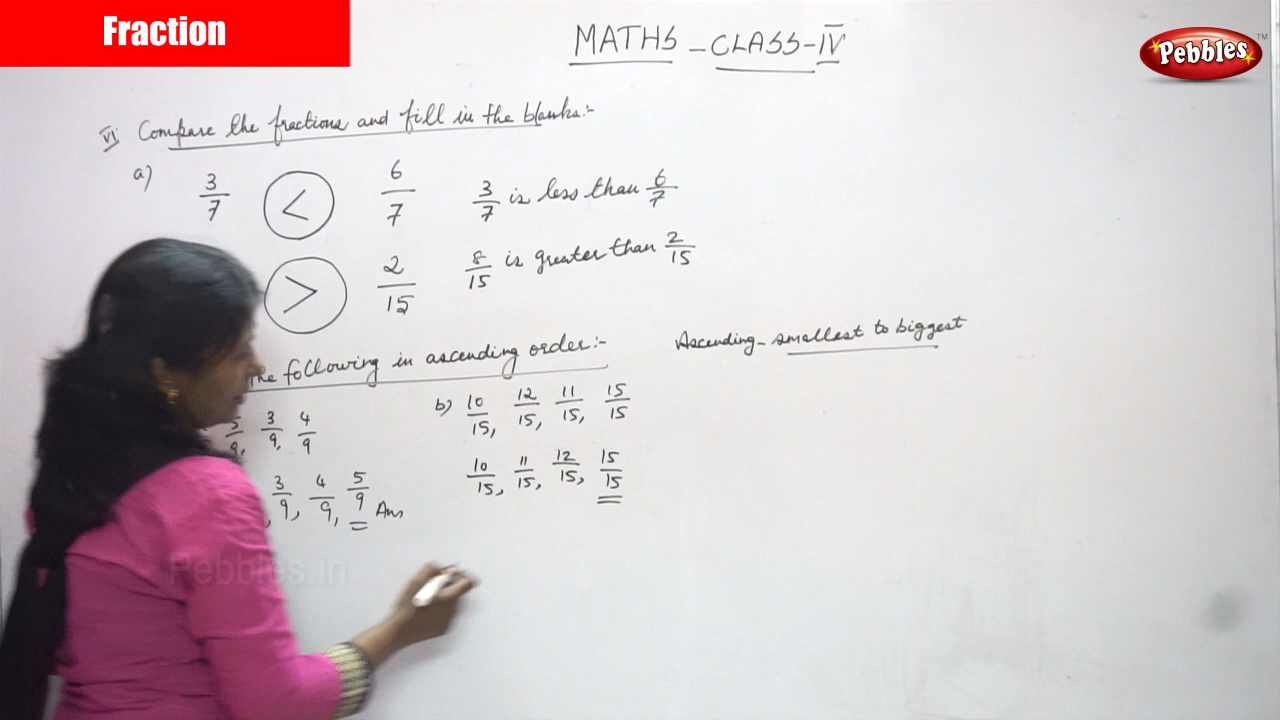 Fraction
MATHS - CLASS-IV
Pebbles TM
vi) Compare the fractions and fill in the blanks:-
a) 3/7 < 6/7 3/7 is less than 6/7
> 2/15 8/15 is greater than 2/15
the following in ascending order:- Ascending - smallest to biggest
5/9, 3/9, 4/9 b) 10/15, 12/15, 11/15, 15/15
, 3/9, 4/9, 5/9 Ans 10/15, 11/15, 12/15, 15/15
Pebbles.in